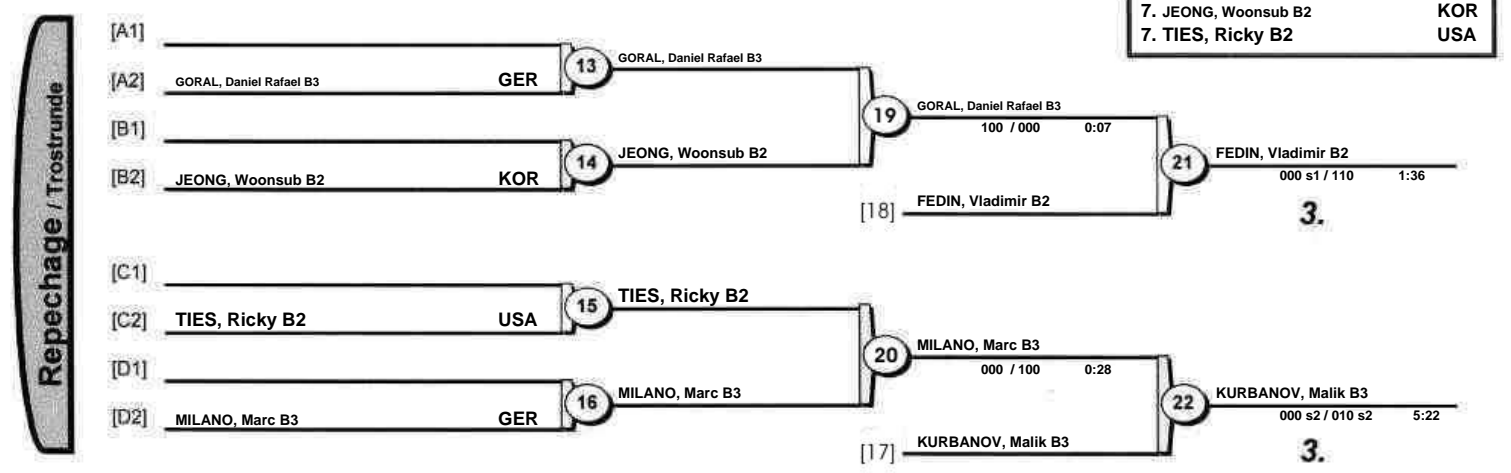 7. JEONG, Woonsub B2 KOR
7. TIES, Ricky B2 USA
Repechage / Trostrunde
[A1]
[A2] GORAL, Daniel Rafael B3 GER
13 GORAL, Daniel Rafael B3
[B1]
[B2] JEONG, Woonsub B2 KOR
14 JEONG, Woonsub B2
19 GORAL, Daniel Rafael B3
100 / 000 0:07
[18] FEDIN, Vladimir B2
21 FEDIN, Vladimir B2
000 s1 / 110 1:36
3.
[C1]
[C2] TIES, Ricky B2 USA
15 TIES, Ricky B2
[D1]
[D2] MILANO, Marc B3 GER
16 MILANO, Marc B3
20 MILANO, Marc B3
000 / 100 0:28
[17] KURBANOV, Malik B3
22 KURBANOV, Malik B3
000 s2 / 010 s2 5:22
3.